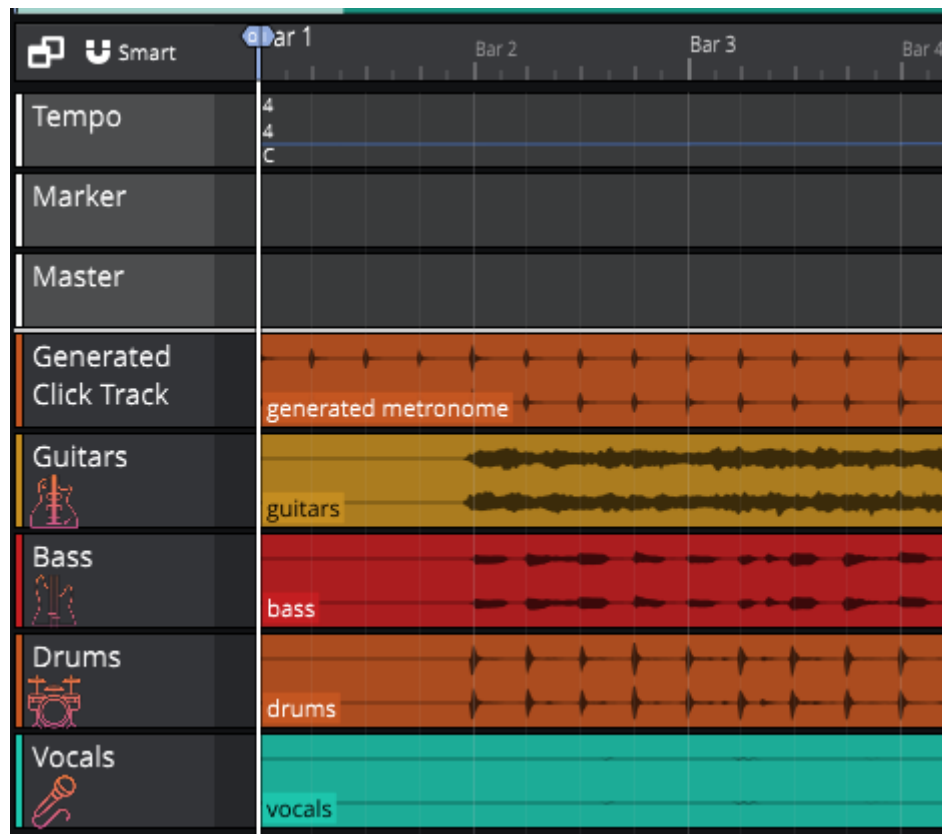 Smart
ar 1
Bar 2
Bar 3
Bar 4
Tempo
4
4
C
Marker
Master
Generated
Click Track
generated metronome
Guitars
guitars
Bass
bass
Drums
drums
Vocals
vocals